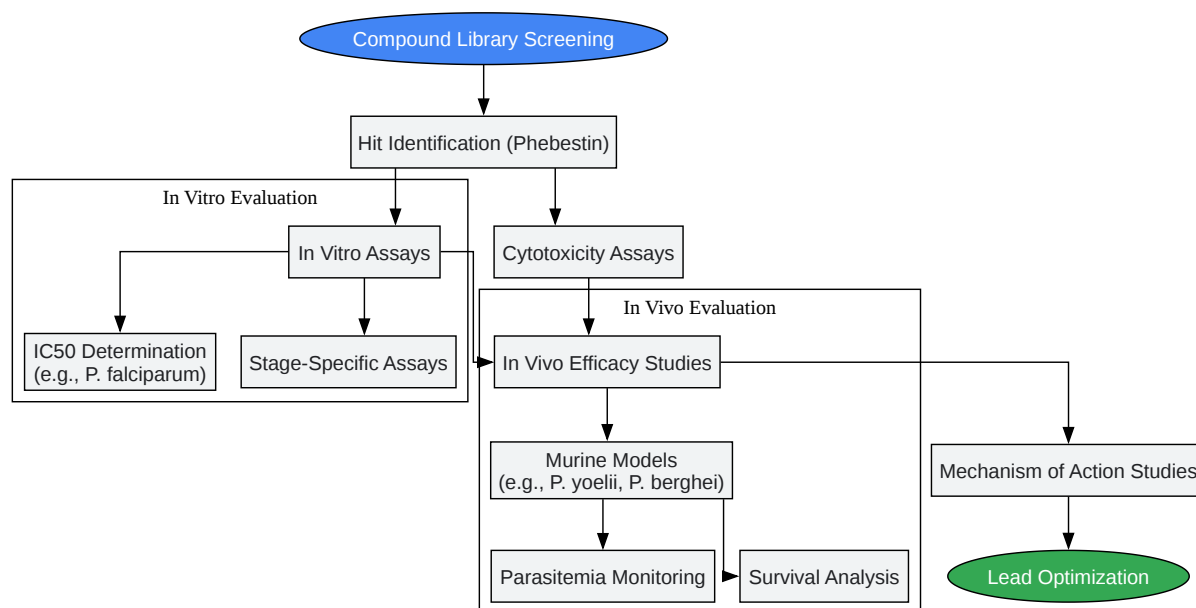 Compound Library Screening
Hit Identification (Phebestin)
In Vitro Evaluation
In Vitro Assays
Cytotoxicity Assays
IC50 Determination
(e.g., P. falciparum)
Stage-Specific Assays
In Vivo Evaluation
In Vivo Efficacy Studies
Murine Models
(e.g., P. yoelii, P. berghei)
Mechanism of Action Studies
Parasitemia Monitoring
Survival Analysis
Lead Optimization